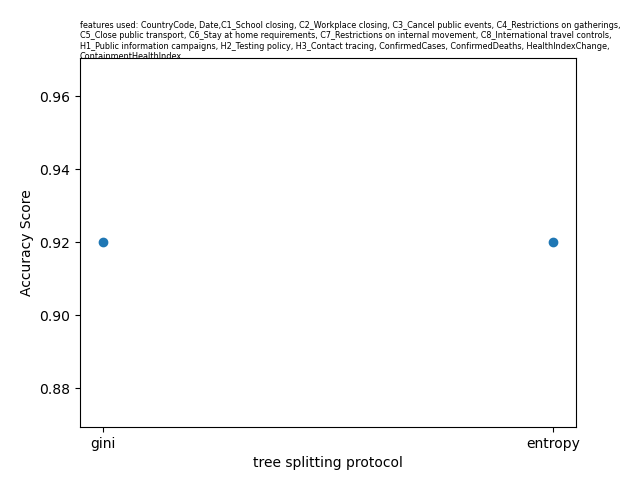 features used: CountryCode, Date,C1_School closing, C2_Workplace closing, C3_Cancel public events, C4_Restrictions on gatherings,
C5_Close public transport, C6_Stay at home requirements, C7_Restrictions on internal movement, C8_International travel controls,
H1_Public information campaigns, H2_Testing policy, H3_Contact tracing, ConfirmedCases, ConfirmedDeaths, HealthIndexChange,
ContainmentHealthIndex
0.96
0.94
0.92
0.90
0.88
Accuracy Score
gini entropy
tree splitting protocol